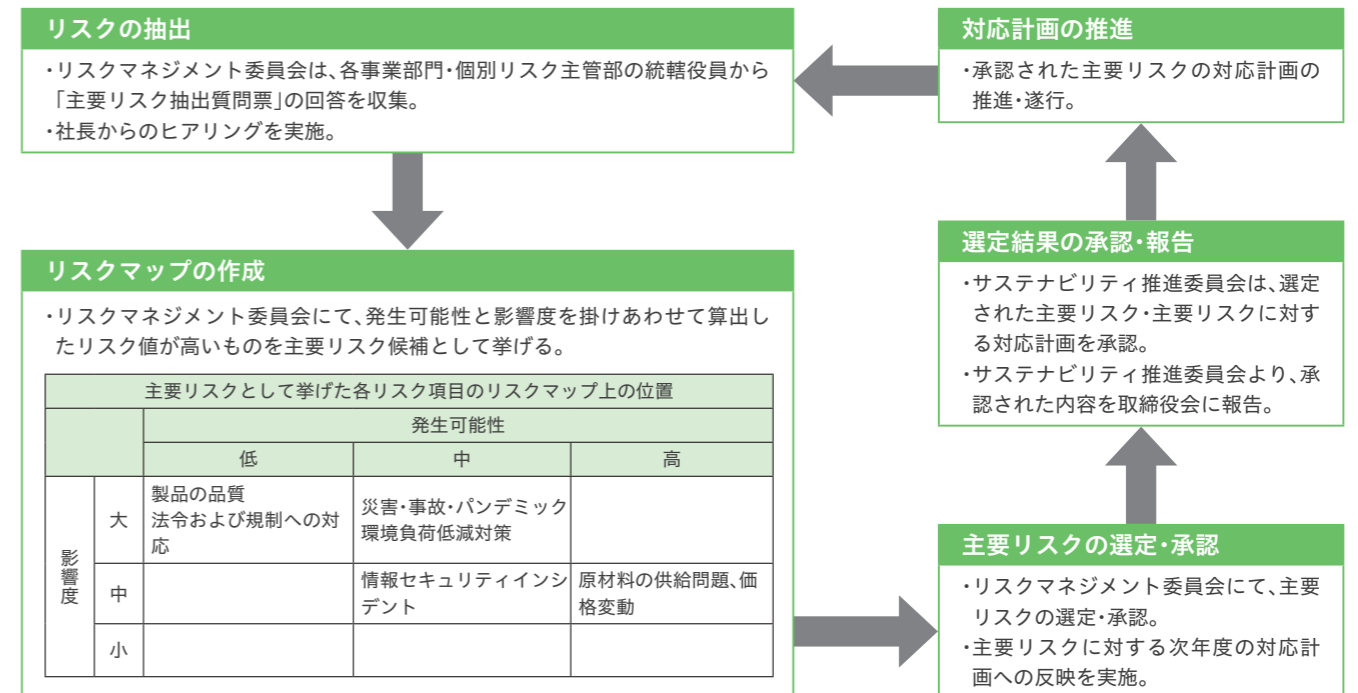 リスクの抽出
・リスクマネジメント委員会は、各事業部門・個別リスク主管部の統轄役員から
「主要リスク抽出質問票」の回答を収集。
・社長からのヒアリングを実施。
リスクマップの作成
・リスクマネジメント委員会にて、発生可能性と影響度を掛けあわせて算出し
たリスク値が高いものを主要リスク候補として挙げる。
主要リスクとして挙げた各リスク項目のリスクマップ上の位置
発生可能性
低
中
高
影響度
大
製品の品質
法令および規制への対
応
災害・事故・パンデミック
環境負荷低減対策
中
情報セキュリティインシ
デント
原材料の供給問題、価
格変動
小
主要リスクの選定・承認
・リスクマネジメント委員会にて、主要
リスクの選定・承認。
・主要リスクに対する次年度の対応計
画への反映を実施。
選定結果の承認・報告
・サステナビリティ推進委員会は、選定
された主要リスク・主要リスクに対す
る対応計画を承認。
・サステナビリティ推進委員会より、承
認された内容を取締役会に報告。
対応計画の推進
・承認された主要リスクの対応計画の
推進・遂行。